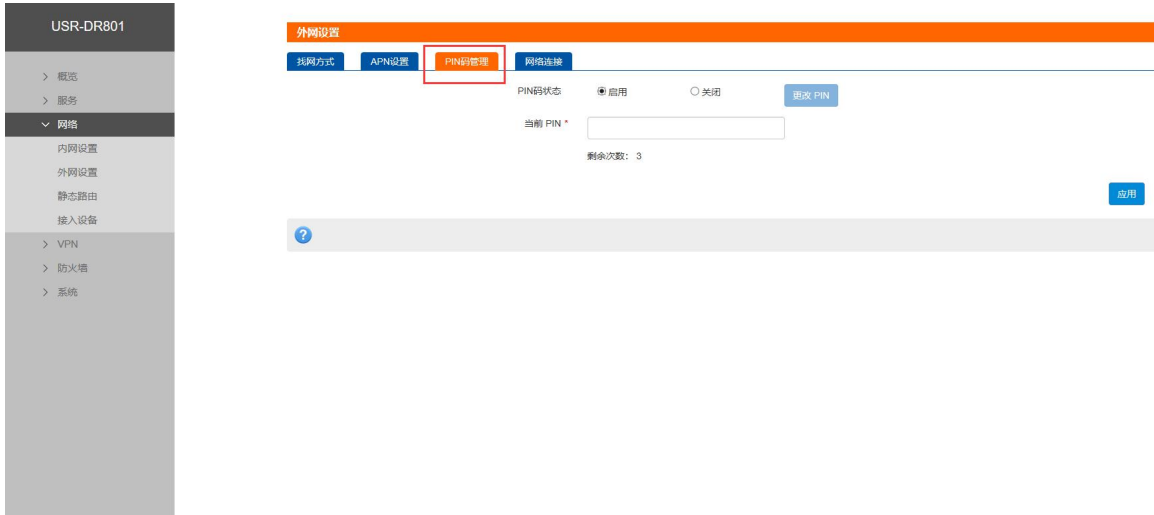 USR-DR801
概览
服务
网络
内网设置
外网设置
静态路由
接入设备
VPN
防火墙
系统
外网设置
找网方式 APN设置 PIN码管理 网络连接
PIN码状态 启用 关闭 更改 PIN
当前 PIN *
剩余次数： 3
应用